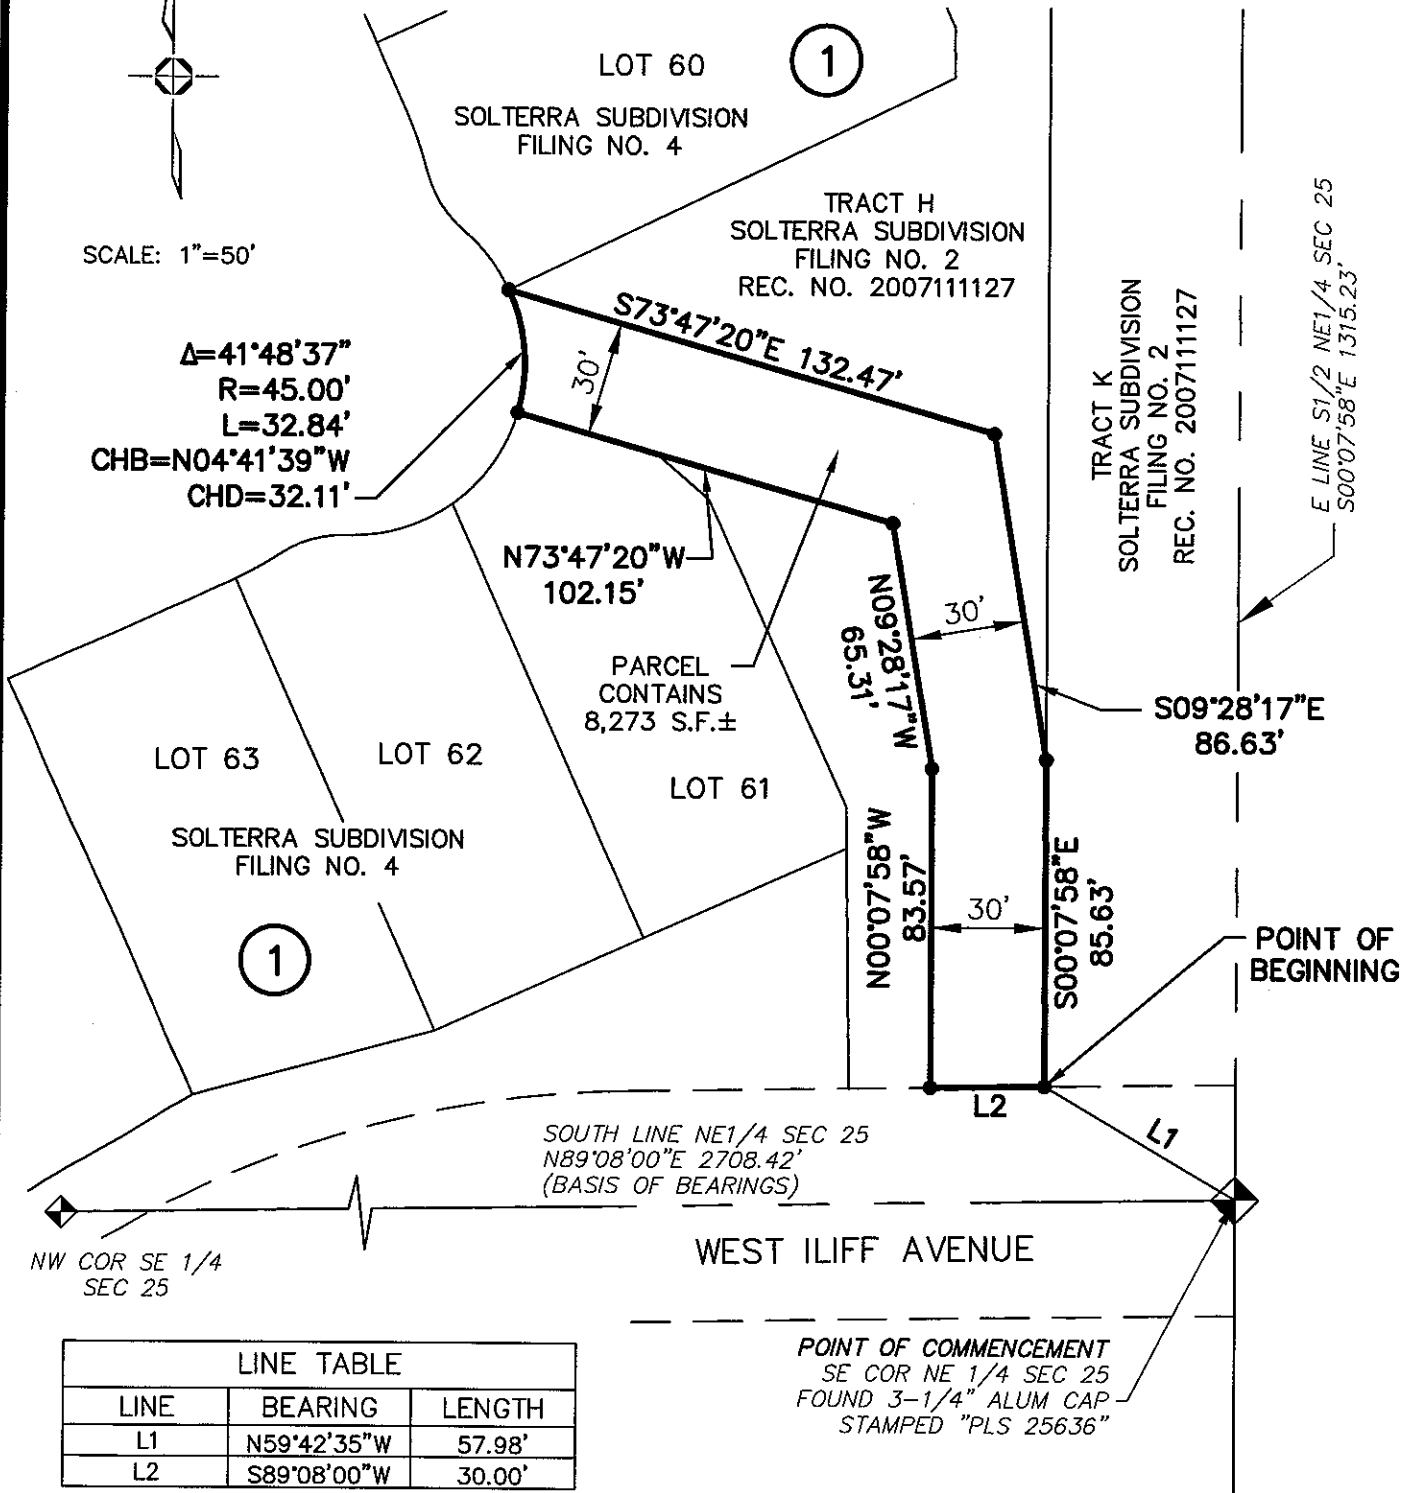 LOT 60
1
SOLTERRA SUBDIVISION
FILING NO. 4
SCALE: 1"=50'
TRACT H
SOLTERRA SUBDIVISION
FILING NO. 2
REC. NO. 2007111127
S73°47'20"E 132.47'
30'
Δ=41°48'37"
R=45.00'
L=32.84'
CHB=N04°41'39"W
CHD=32.11'
TRACT K
SOLTERRA SUBDIVISION
FILING NO. 2
REC. NO. 2007111127
E LINE S1/2 NE1/4 SEC 25
S00°07'58"E 1315.23'
N73°47'20"W
102.15'
N09°28'17"W
65.31'
30'
PARCEL
CONTAINS
8,273 S.F.±
S09°28'17"E
86.63'
LOT 63
LOT 62
LOT 61
SOLTERRA SUBDIVISION
FILING NO. 4
1
N00°07'58"W
83.57'
30'
S00°07'58"E
85.63'
POINT OF
BEGINNING
L2
L1
SOUTH LINE NE1/4 SEC 25
N89°08'00"E 2708.42'
(BASIS OF BEARINGS)
NW COR SE 1/4
SEC 25
WEST ILIFF AVENUE
POINT OF COMMENCEMENT
SE COR NE 1/4 SEC 25
FOUND 3-1/4" ALUM CAP
STAMPED "PLS 25636"
LINE TABLE
LINE BEARING LENGTH
L1 N59°42'35"W 57.98'
L2 S89°08'00"W 30.00'